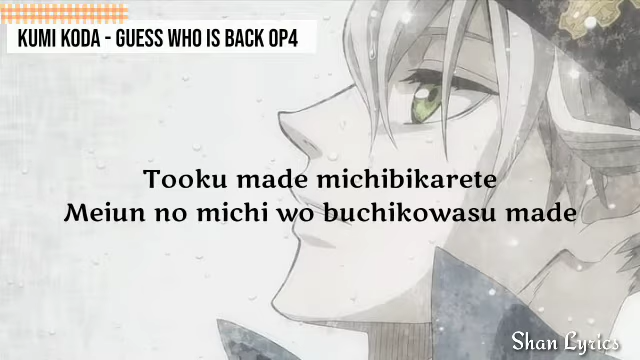 KUMI KODA - GUESS WHO IS BACK OP4
Tooku made michibikarete
Meiun no michi wo buchikowasu made
Shan Lyrics